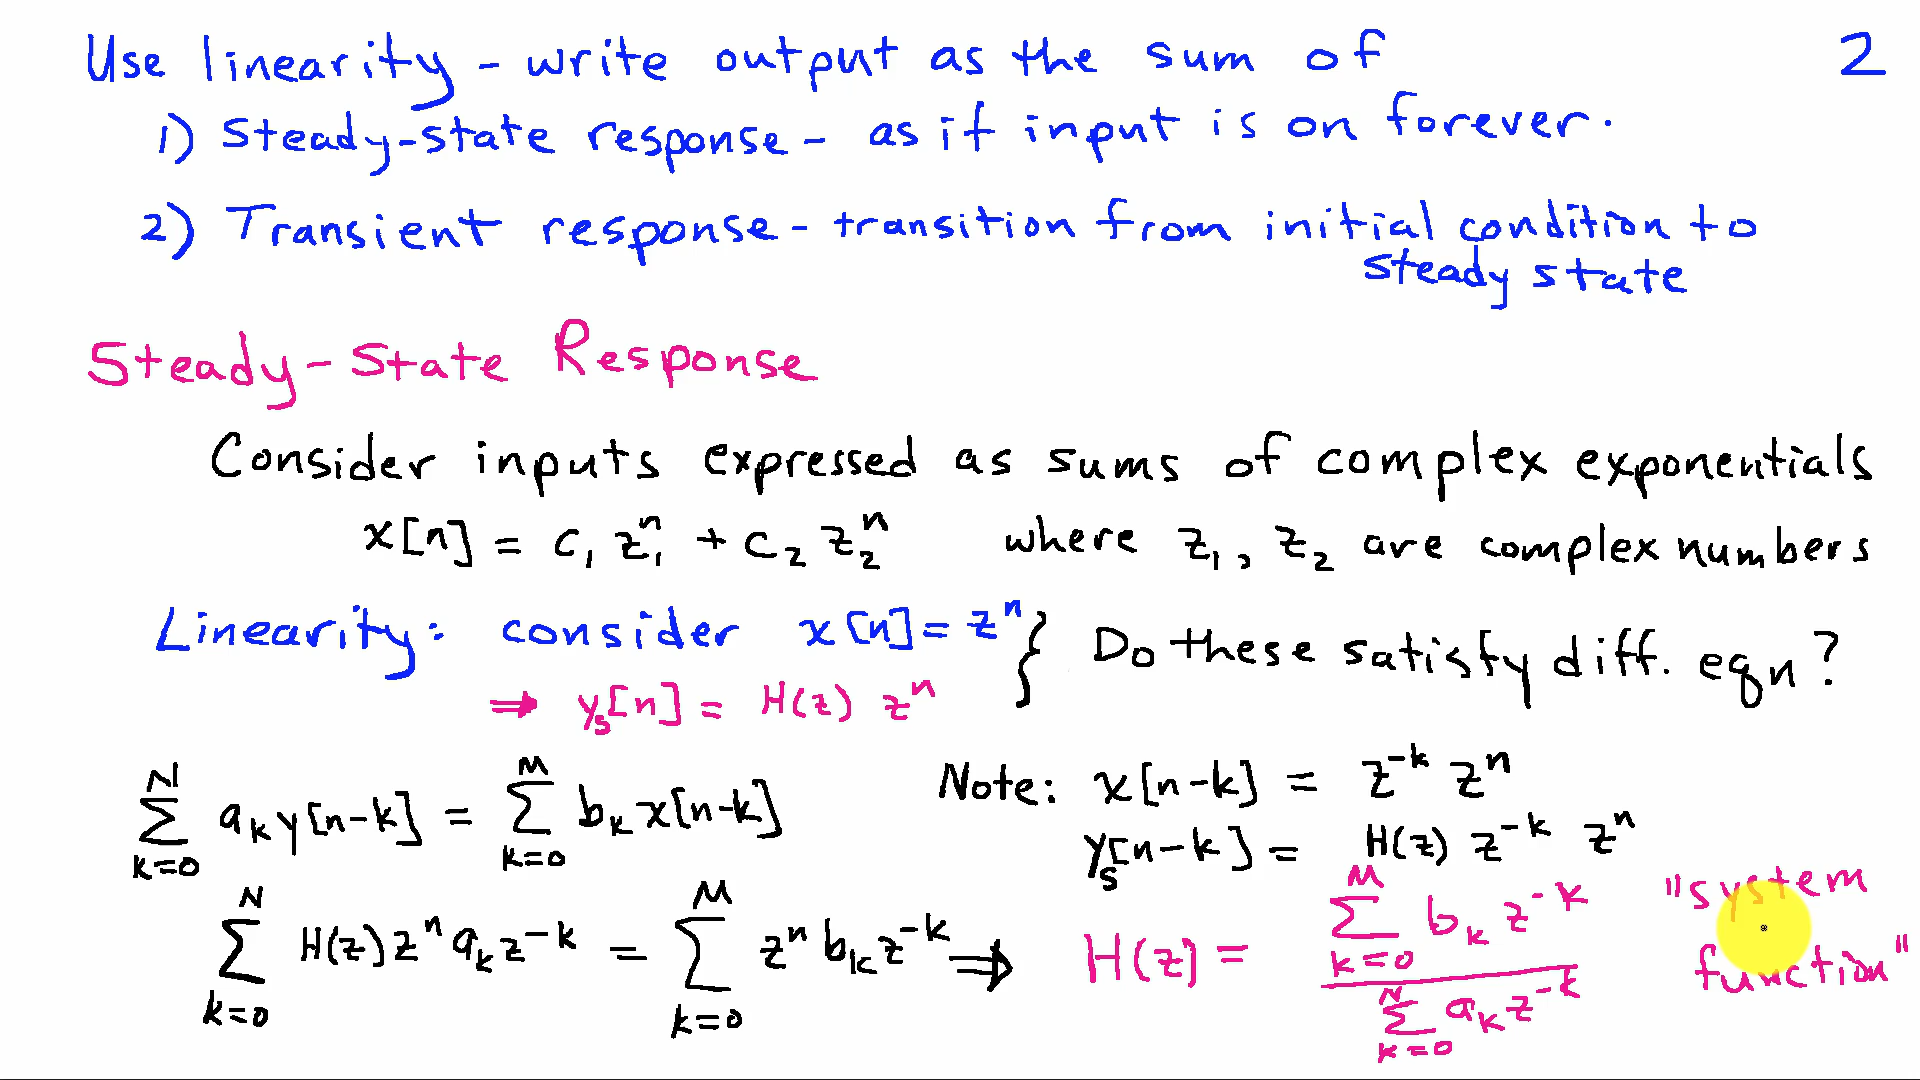 Use linearity - write output as the sum of
2
1) Steady-state response - as if input is on forever.
2) Transient response - transition from initial condition to
steady state
Steady-State Response
Consider inputs expressed as sums of complex exponentials
x[n] = c₁ z₁ⁿ + c₂ z₂ⁿ where z₁, z₂ are complex numbers
Linearity: consider x[n] = zⁿ } Do these satisfy diff. eqn?
⇒ yₛ[n] = H(z) zⁿ
∑_{k=0}^{N} aₖ y[n-k] = ∑_{k=0}^{M} bₖ x[n-k]
Note: x[n-k] = z⁻ᵏ zⁿ
yₛ[n-k] = H(z) z⁻ᵏ zⁿ
∑_{k=0}^{N} H(z) zⁿ aₖ z⁻ᵏ = ∑_{k=0}^{M} zⁿ bₖ z⁻ᵏ ⇒ H(z) = ∑_{k=0}^{M} bₖ z⁻ᵏ / ∑_{k=0}^{N} aₖ z⁻ᵏ
"system
function"